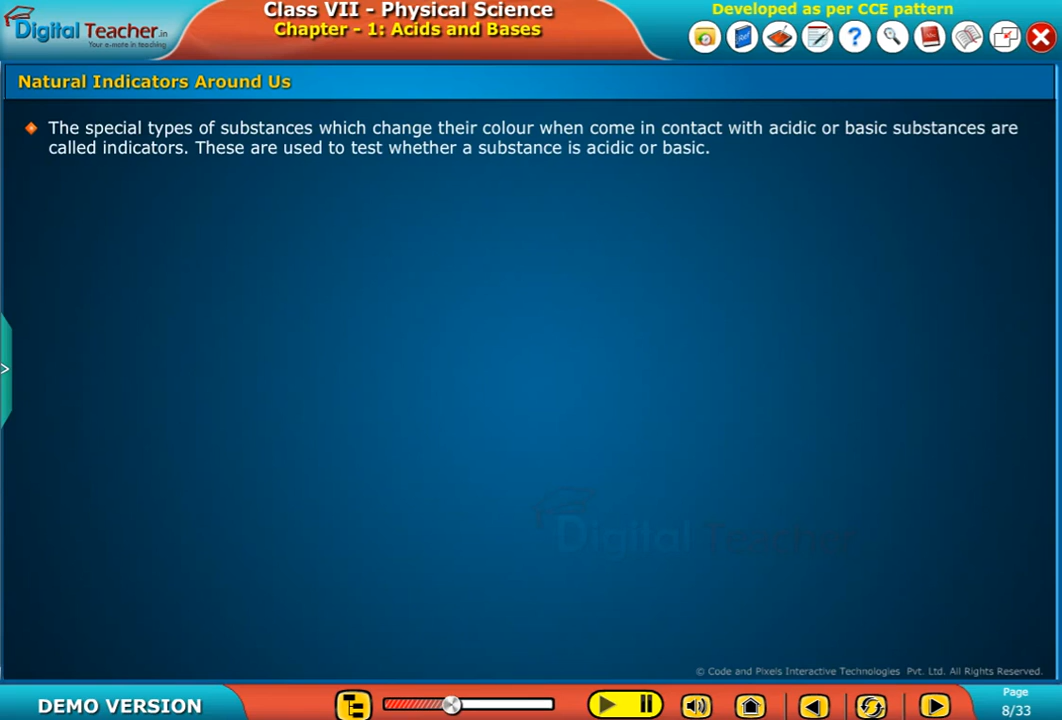 Digital Teacher.in
Your e-mate in teaching
Class VII - Physical Science
Chapter - 1: Acids and Bases
Developed as per CCE pattern
Natural Indicators Around Us
The special types of substances which change their colour when come in contact with acidic or basic substances are
called indicators. These are used to test whether a substance is acidic or basic.
Digital Teacher
© Code and Pixels Interactive Technologies Pvt. Ltd. All Rights Reserved.
DEMO VERSION
Page
8/33